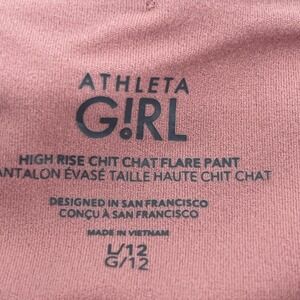 ATHLETA
G!RL
HIGH RISE CHIT CHAT FLARE PANT
ANTALON ÉVASÉ TAILLE HAUTE CHIT CHAT
DESIGNED IN SAN FRANCISCO
CONÇU À SAN FRANCISCO
MADE IN VIETNAM
L/12
G/12